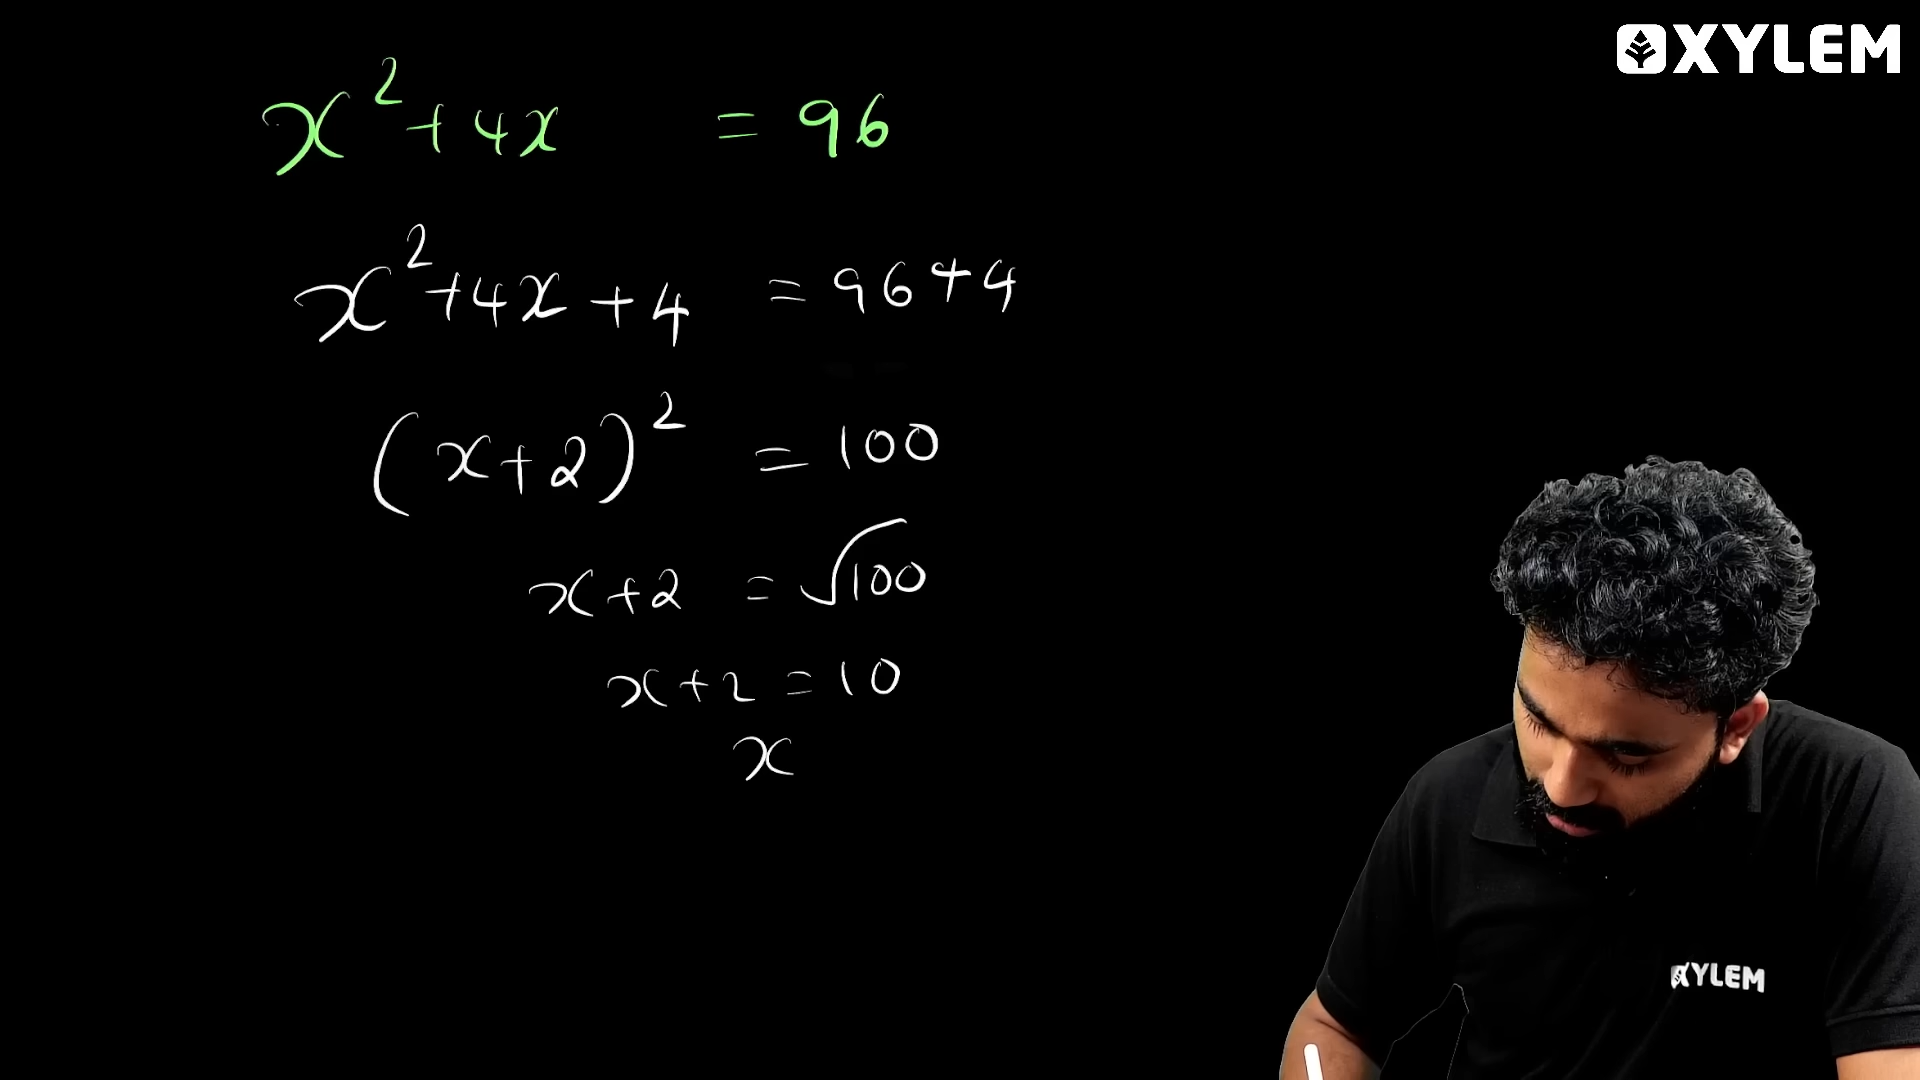 XYLEM
x² + 4x = 96
x² + 4x + 4 = 96 + 4
(x + 2)² = 100
x + 2 = √100
x + 2 = 10
x
XYLEM